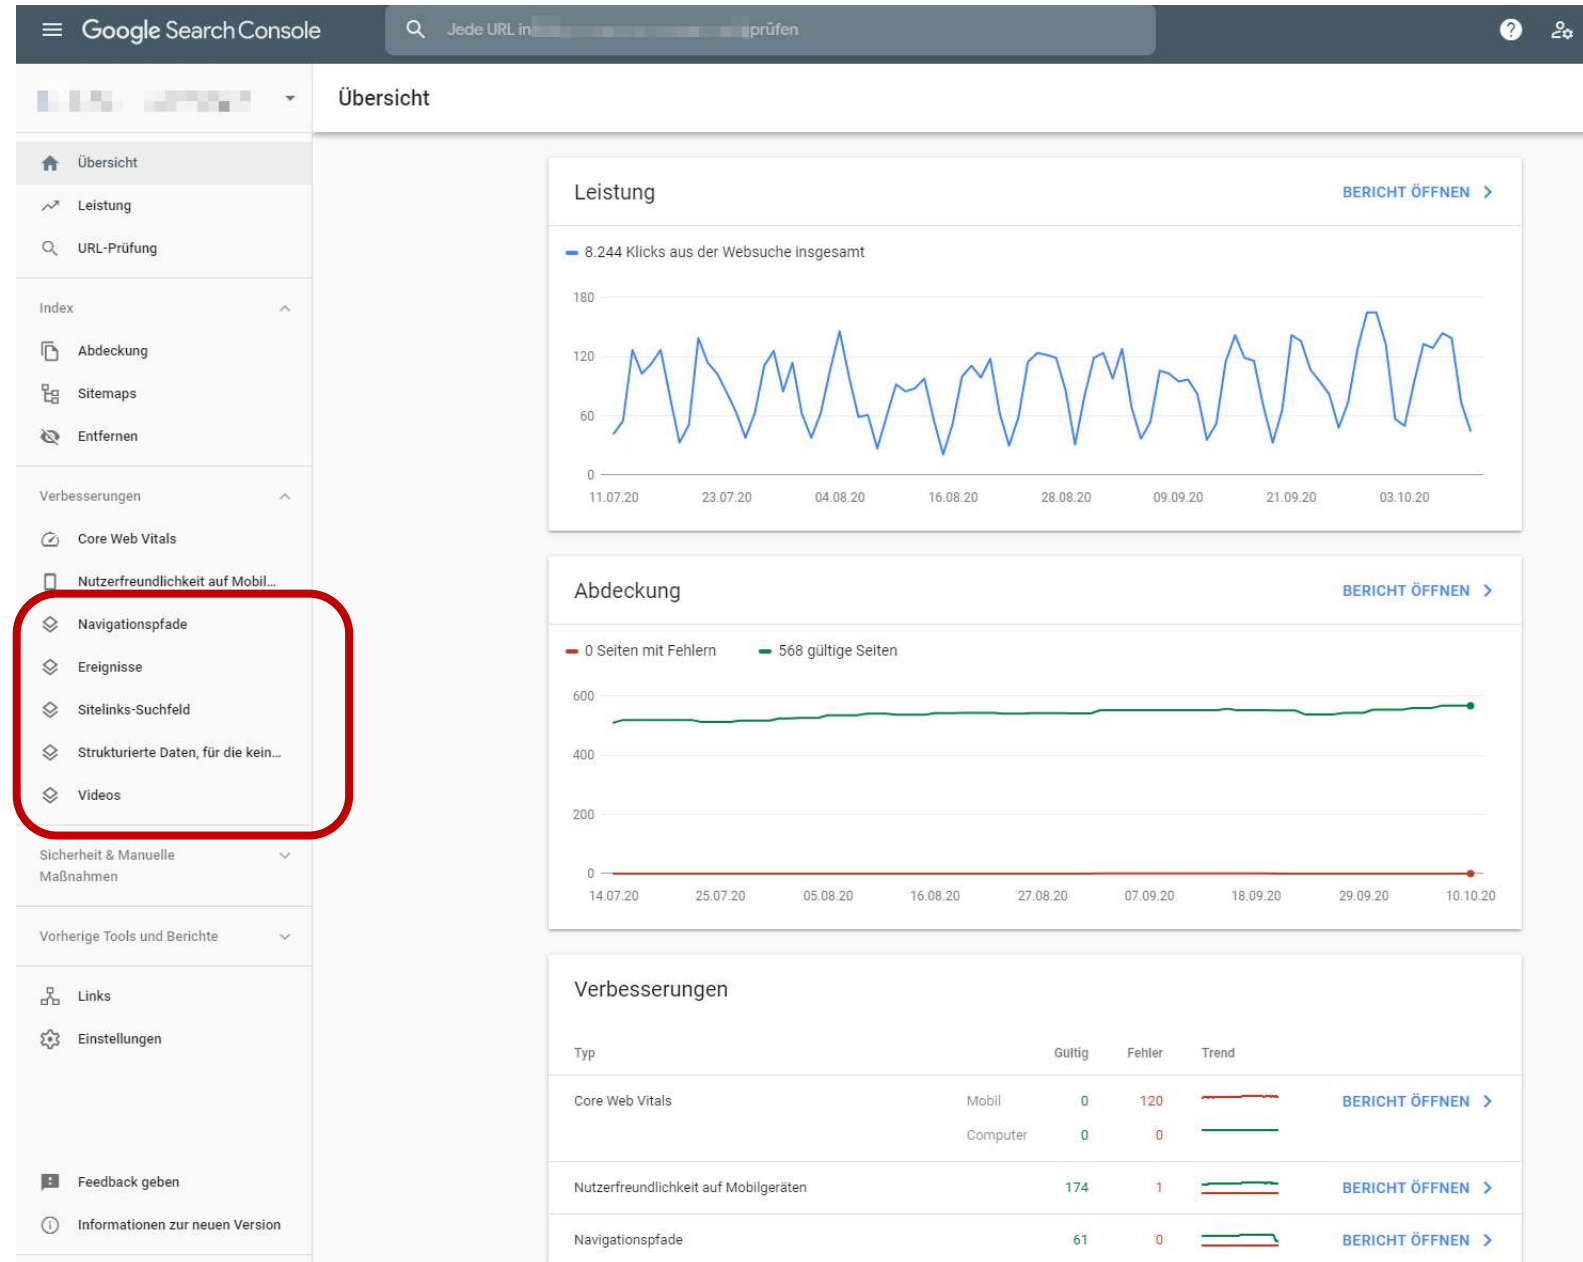 Google Search Console
Jede URL in prüfen
Übersicht
Übersicht
Leistung
URL-Prüfung
Index
Abdeckung
Sitemaps
Entfernen
Verbesserungen
Core Web Vitals
Nutzerfreundlichkeit auf Mobil...
Navigationspfade
Ereignisse
Sitelinks-Suchfeld
Strukturierte Daten, für die kein...
Videos
Sicherheit & Manuelle
Maßnahmen
Vorherige Tools und Berichte
Links
Einstellungen
Feedback geben
Informationen zur neuen Version
Leistung BERICHT ÖFFNEN
8.244 Klicks aus der Websuche insgesamt
180
120
60
0
11.07.20 23.07.20 04.08.20 16.08.20 28.08.20 09.09.20 21.09.20 03.10.20
Abdeckung BERICHT ÖFFNEN
0 Seiten mit Fehlern 568 gültige Seiten
600
400
200
0
14.07.20 25.07.20 05.08.20 16.08.20 27.08.20 07.09.20 18.09.20 29.09.20 10.10.20
Verbesserungen
Typ Gültig Fehler Trend
Core Web Vitals Mobil 0 120 BERICHT ÖFFNEN
Computer 0 0
Nutzerfreundlichkeit auf Mobilgeräten 174 1 BERICHT ÖFFNEN
Navigationspfade 61 0 BERICHT ÖFFNEN